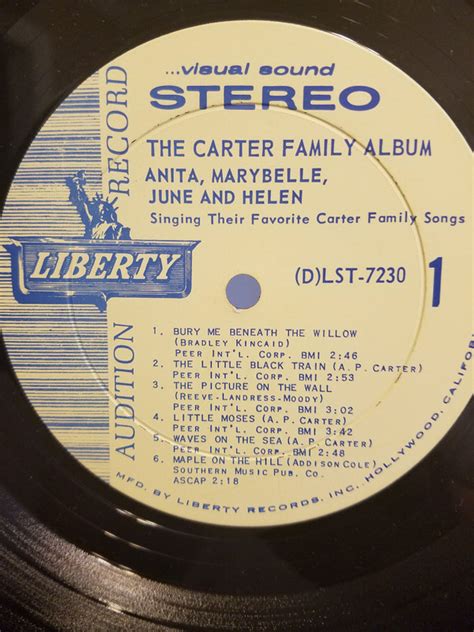 ...visual sound
STEREO
THE CARTER FAMILY ALBUM
ANITA, MARYBELLE,
JUNE AND HELEN
Singing Their Favorite Carter Family Songs
AUDITION RECORD
LIBERTY
(D)LST-7230
1
1. BURY ME BENEATH THE WILLOW
(BRADLEY KINCAID)
PEER INT'L. CORP. BMI 2:46
2. THE LITTLE BLACK TRAIN (A. P. CARTER)
PEER INT'L. CORP. BMI 2:53
3. THE PICTURE ON THE WALL
(REEVE-LANDRESS-MOODY)
PEER INT'L. CORP. BMI 3:02
4. LITTLE MOSES (A. P. CARTER)
PEER INT'L. CORP. BMI 3:42
5. WAVES ON THE SEA (A. P. CARTER)
PEER INT'L. CORP. BMI 2:48
6. MAPLE ON THE HILL (ADDISON COLE)
SOUTHERN MUSIC PUB. CO.
ASCAP 2:18
MFD. BY LIBERTY RECORDS, INC. HOLLYWOOD, CALIFORNIA